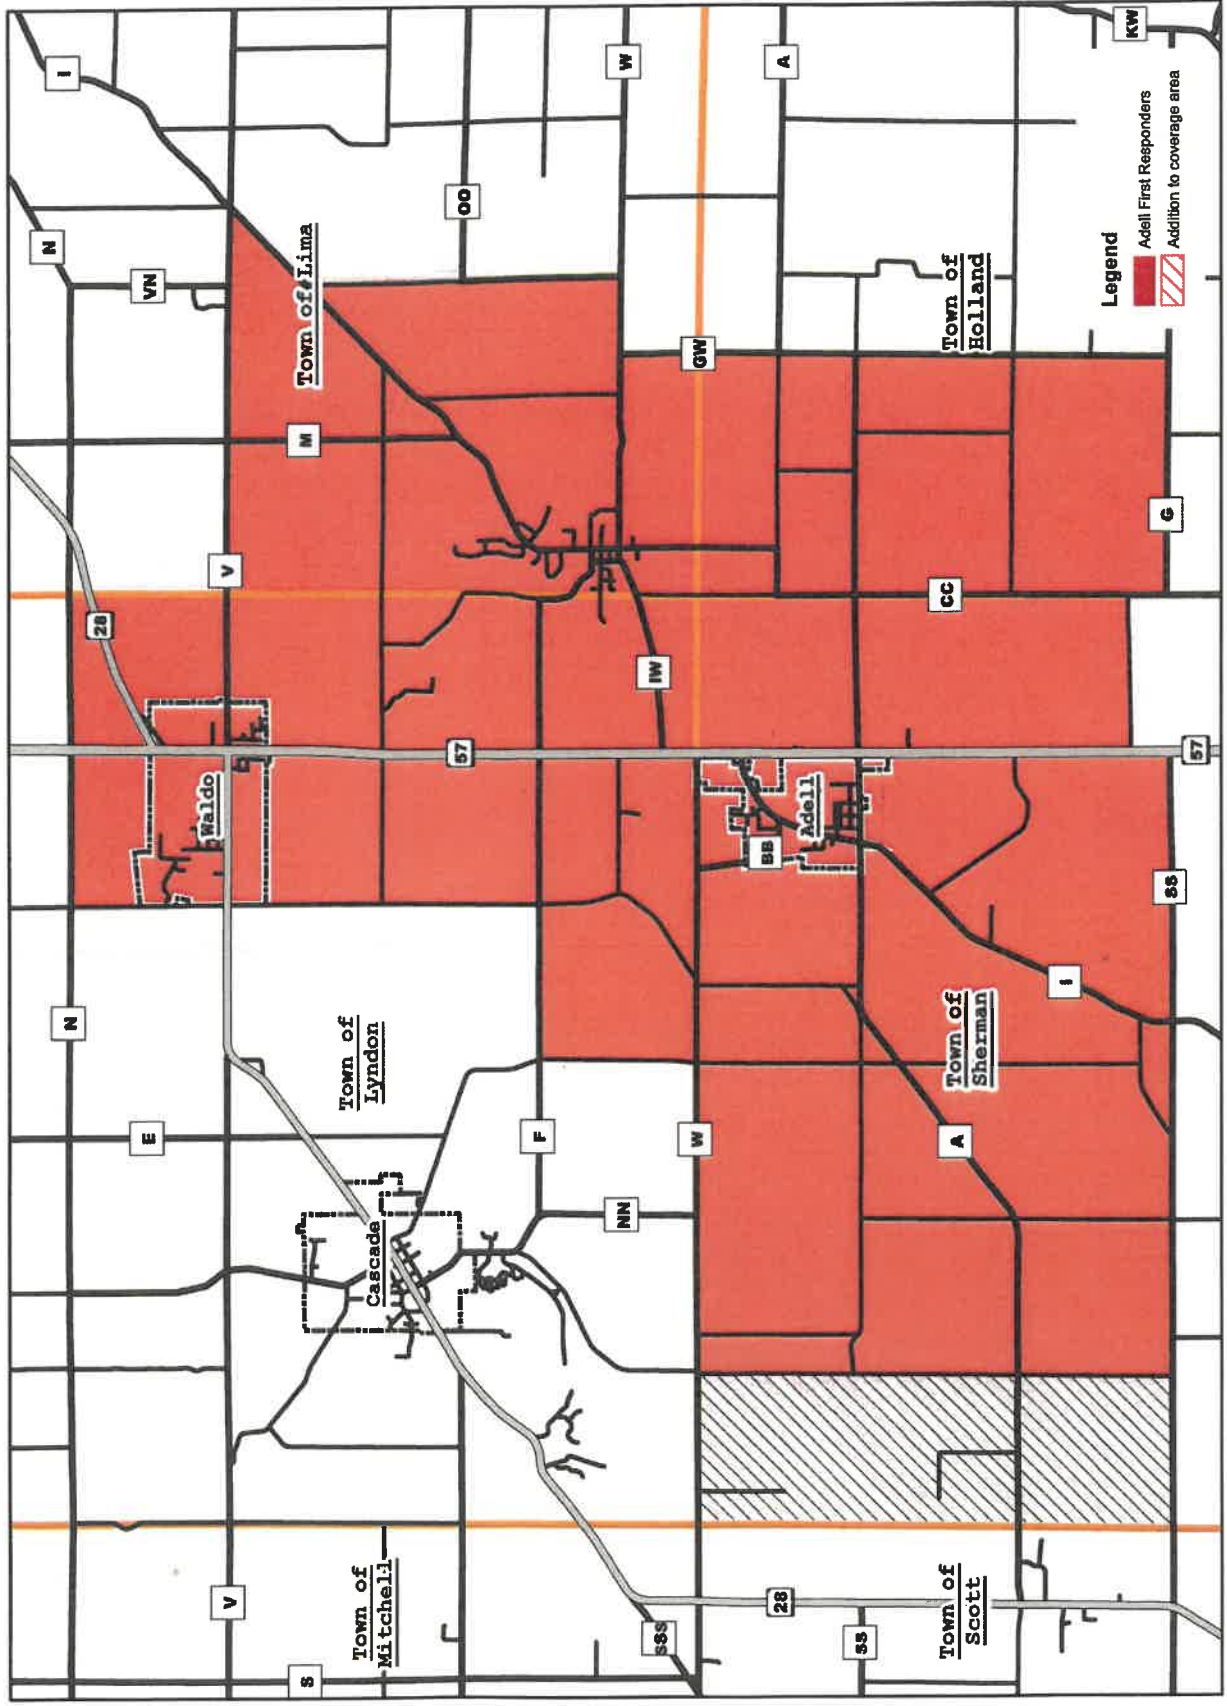 I
N
VN
OO
W
A
KW
Town of Lima
Town of
Holland
Legend
Adell First Responders
Addition to coverage area
M
GW
V
28
G
CC
IW
57
57
Waldo
Adell
BB
SS
N
Town of
Lyndon
Town of
Sherman
I
E
F
W
A
NN
Cascade
V
Town of
Mitchell
S
SSS
28
SS
Town of
Scott